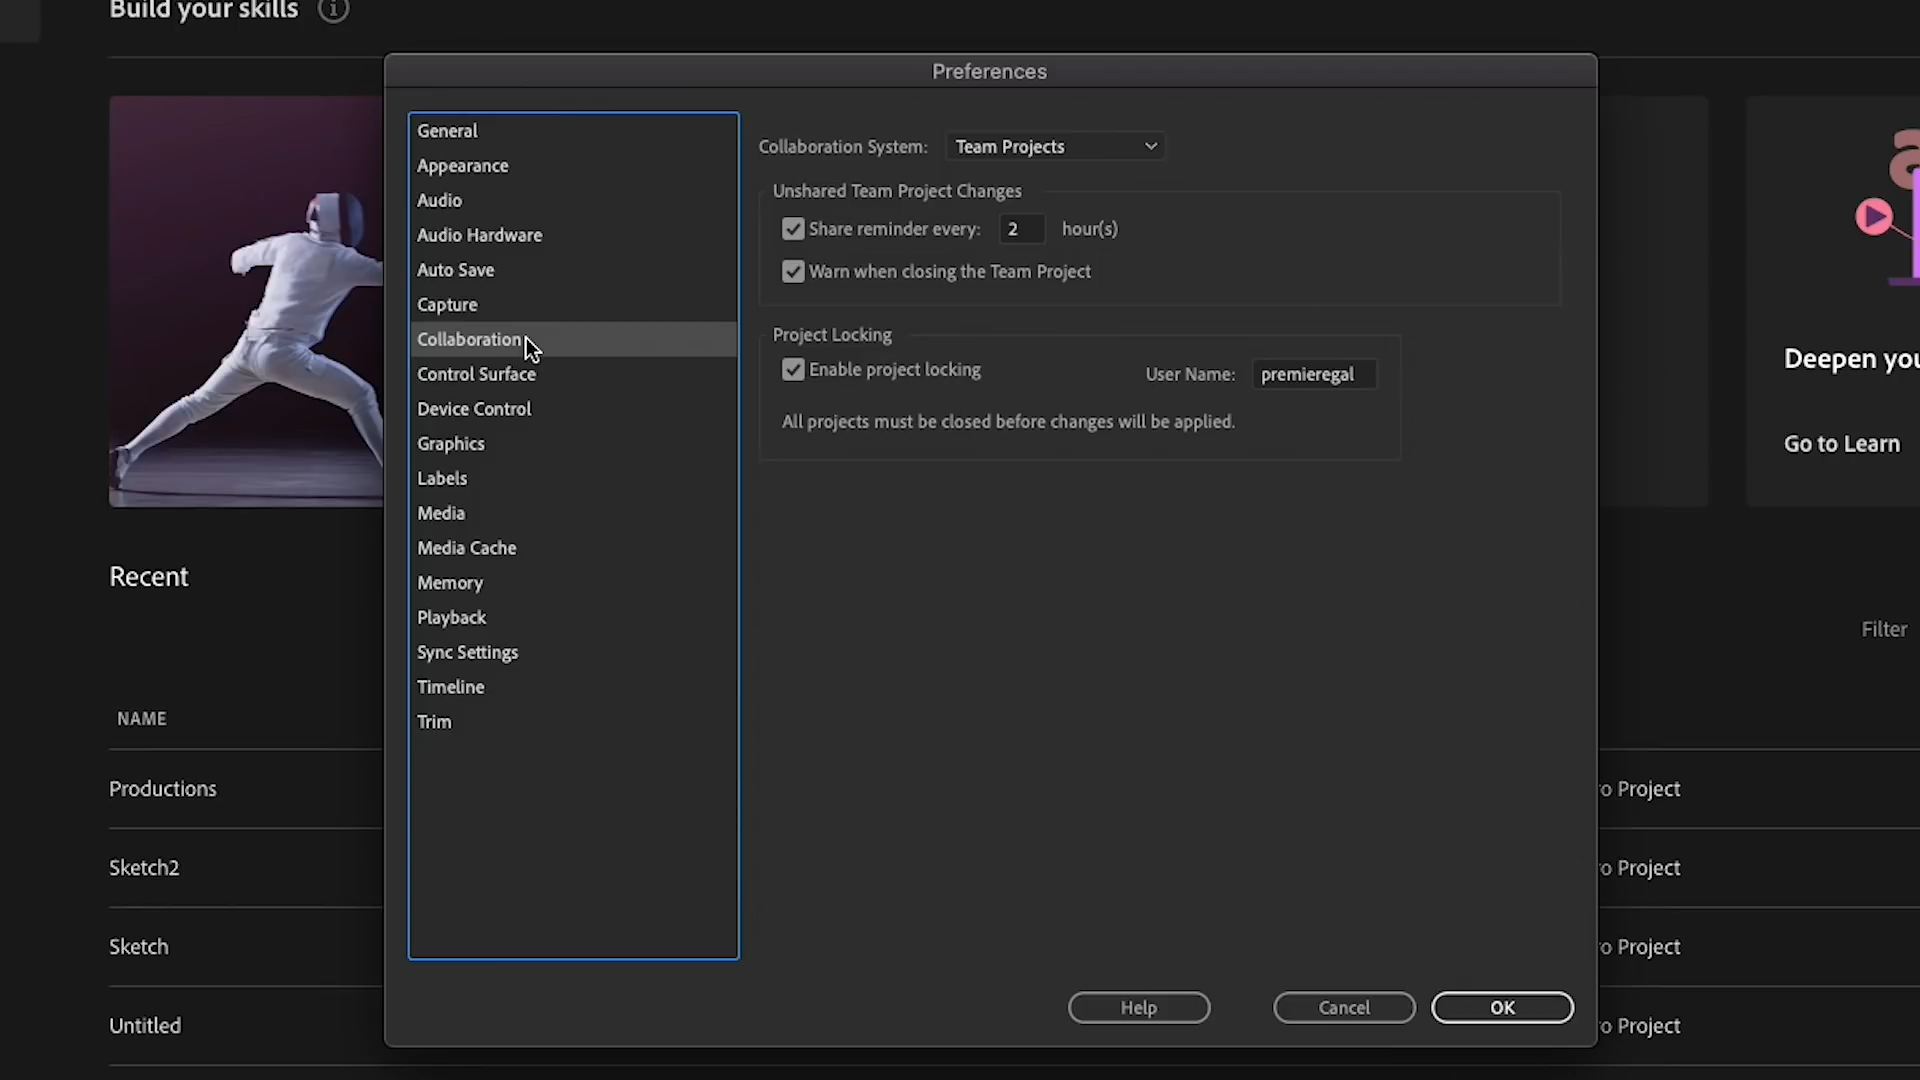 Build your skills
Preferences
General
Appearance
Audio
Audio Hardware
Auto Save
Capture
Collaboration
Control Surface
Device Control
Graphics
Labels
Media
Media Cache
Memory
Playback
Sync Settings
Timeline
Trim
Collaboration System: Team Projects
Unshared Team Project Changes
Share reminder every: 2 hour(s)
Warn when closing the Team Project
Project Locking
Enable project locking User Name: premieregal
All projects must be closed before changes will be applied.
Help Cancel OK
Deepen you
Go to Learn
Recent
Filter
NAME
Productions
o Project
Sketch2
o Project
Sketch
o Project
Untitled
o Project